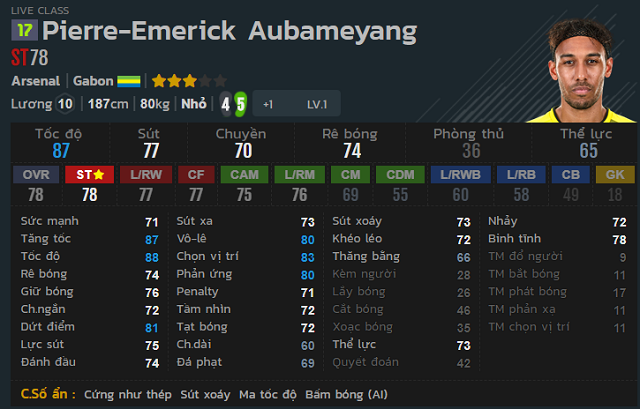 LIVE CLASS
17 Pierre-Emerick Aubameyang
ST78
Arsenal | Gabon
Lương 10 | 187cm | 80kg | Nhỏ | 4 5 +1 LV.1
Tốc độ Sút Chuyền Rê bóng Phòng thủ Thể lực
87 77 70 74 36 65
OVR ST L/RW CF CAM L/RM CM CDM L/RWB L/RB CB GK
78 78 77 77 75 76 69 55 60 58 49 18
Sức mạnh 71 Sút xa 73 Sút xoáy 73 Nhảy 72
Tăng tốc 87 Vô-lê 80 Khéo léo 72 Bình tĩnh 78
Tốc độ 88 Chọn vị trí 83 Thăng bằng 66 TM đổ người 9
Rê bóng 74 Phản ứng 80 Kèm người 28 TM bắt bóng 11
Giữ bóng 76 Penalty 71 Lấy bóng 26 TM phát bóng 17
Ch.ngắn 72 Tầm nhìn 72 Cắt bóng 46 TM phản xạ 11
Dứt điểm 81 Tạt bóng 72 Xoạc bóng 35 TM chọn vị trí 11
Lực sút 75 Ch.dài 60 Thể lực 73
Đánh đầu 74 Đá phạt 69 Quyết đoán 42
C.Số ẩn : Cứng như thép Sút xoáy Ma tốc độ Bấm bóng (AI)